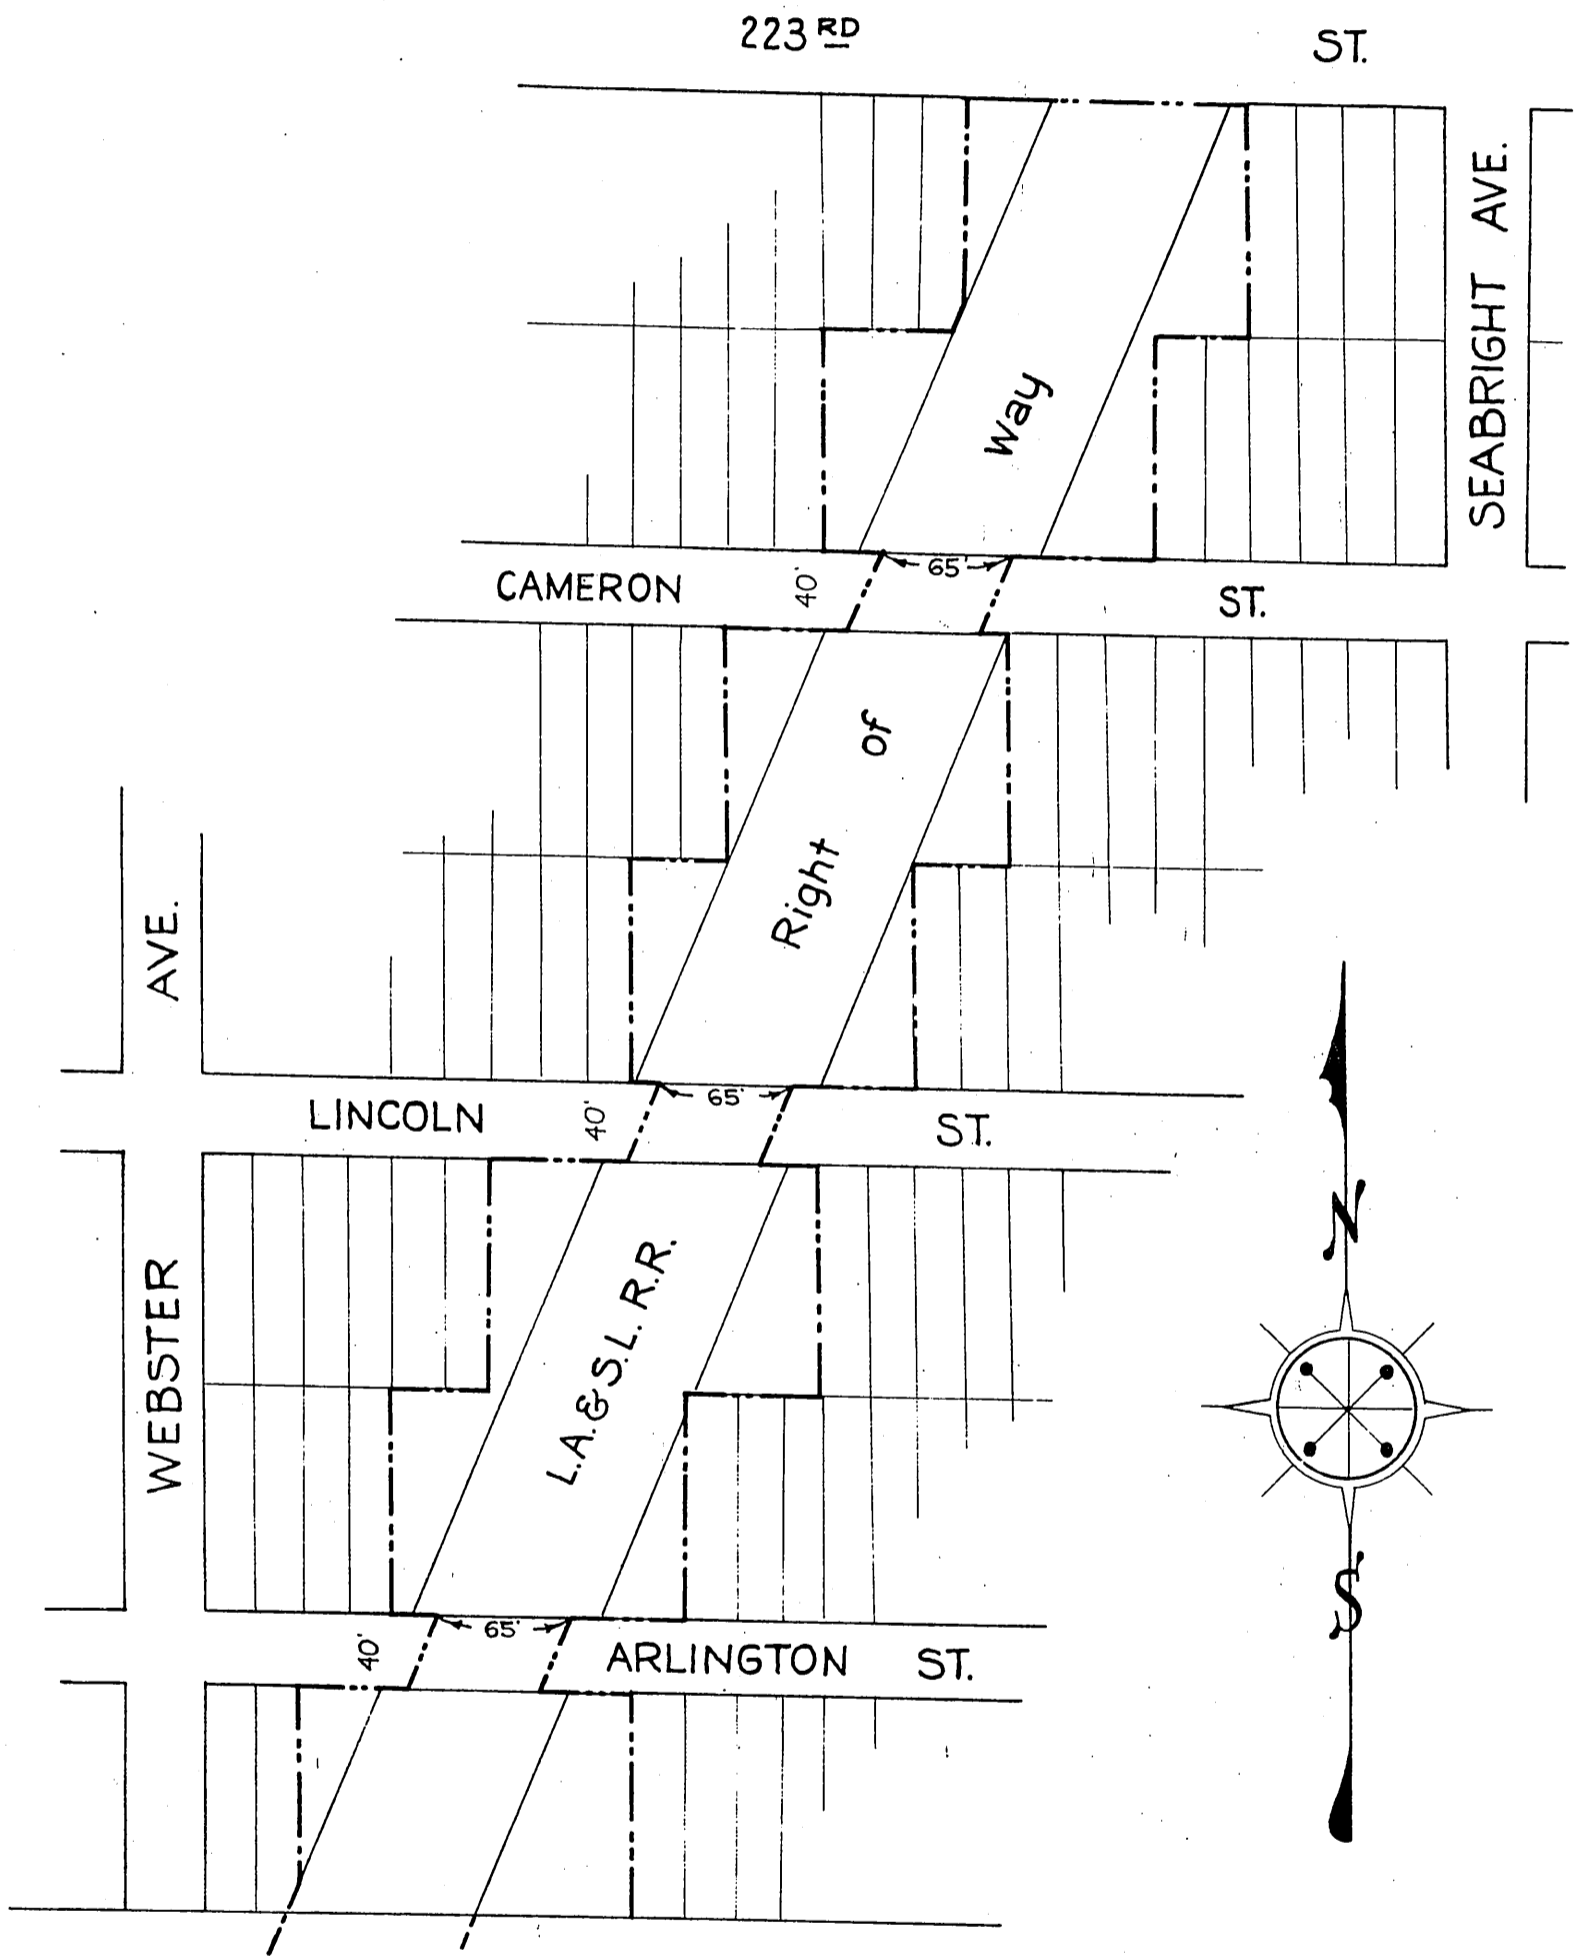 223RD ST.
SEABRIGHT AVE.
Way
CAMERON 40' 65' ST.
of
Right
AVE.
LINCOLN 40' 65' ST.
N
L.A. & S.L. R.R.
WEBSTER
S
40' 65' ARLINGTON ST.